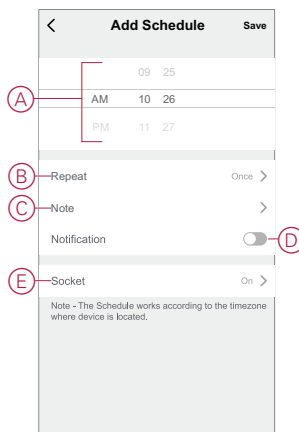 Add Schedule Save
09 25
A AM 10 26
PM 11 27
B Repeat Once
C Note
Notification D
E Socket On
Note - The Schedule works according to the timezone
where device is located.